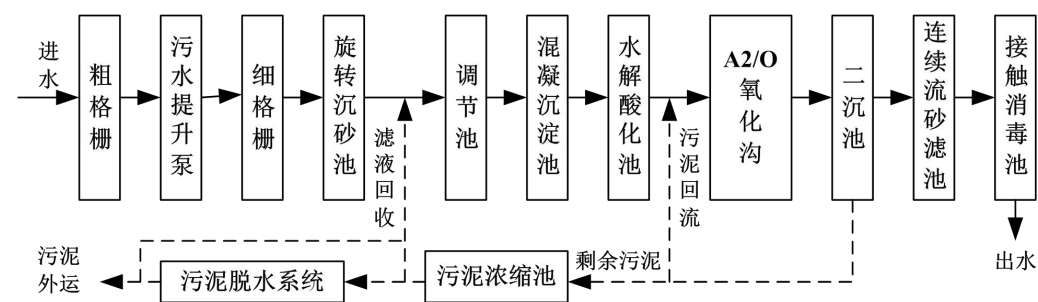 进水
粗格栅
污水提升泵
细格栅
旋转沉砂池
滤液回收
调节池
混凝沉淀池
水解酸化池
污泥回流
A2/O
氧化沟
二沉池
连续流砂滤池
接触消毒池
出水
污泥
外运
污泥脱水系统
污泥浓缩池
剩余污泥